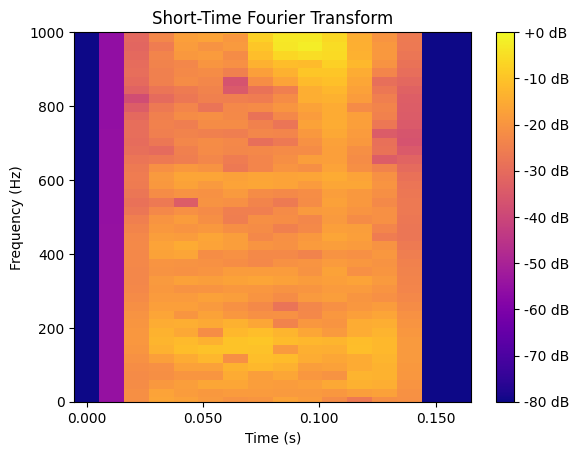 Short-Time Fourier Transform
1000
800
600
400
200
0
Frequency (Hz)
0.000
0.050
0.100
0.150
Time (s)
+0 dB
-10 dB
-20 dB
-30 dB
-40 dB
-50 dB
-60 dB
-70 dB
-80 dB